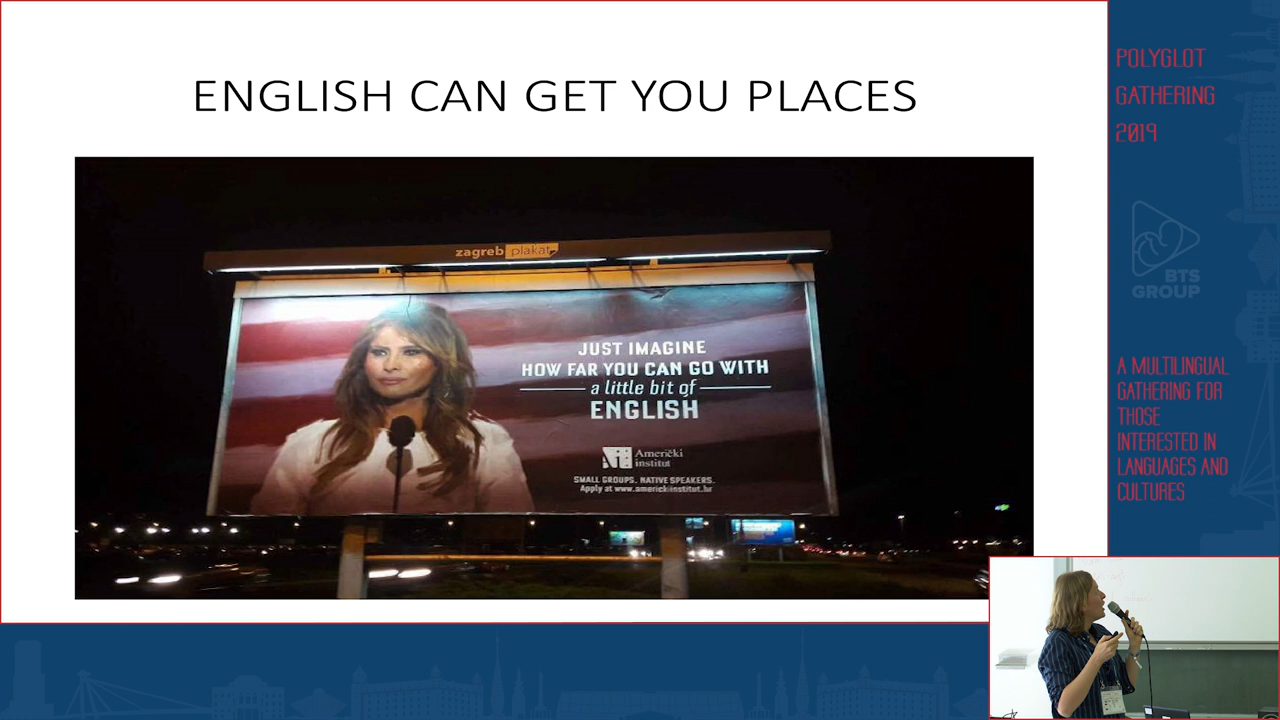 ENGLISH CAN GET YOU PLACES
zagreb plakat
JUST IMAGINE
HOW FAR YOU CAN GO WITH
a little bit of
ENGLISH
Američki
institut
SMALL GROUPS. NATIVE SPEAKERS.
Apply at www.americkiinstitut.hr
POLYGLOT
GATHERING
2019
BTS
GROUP
A MULTILINGUAL
GATHERING FOR
THOSE
INTERESTED IN
LANGUAGES AND
CULTURES